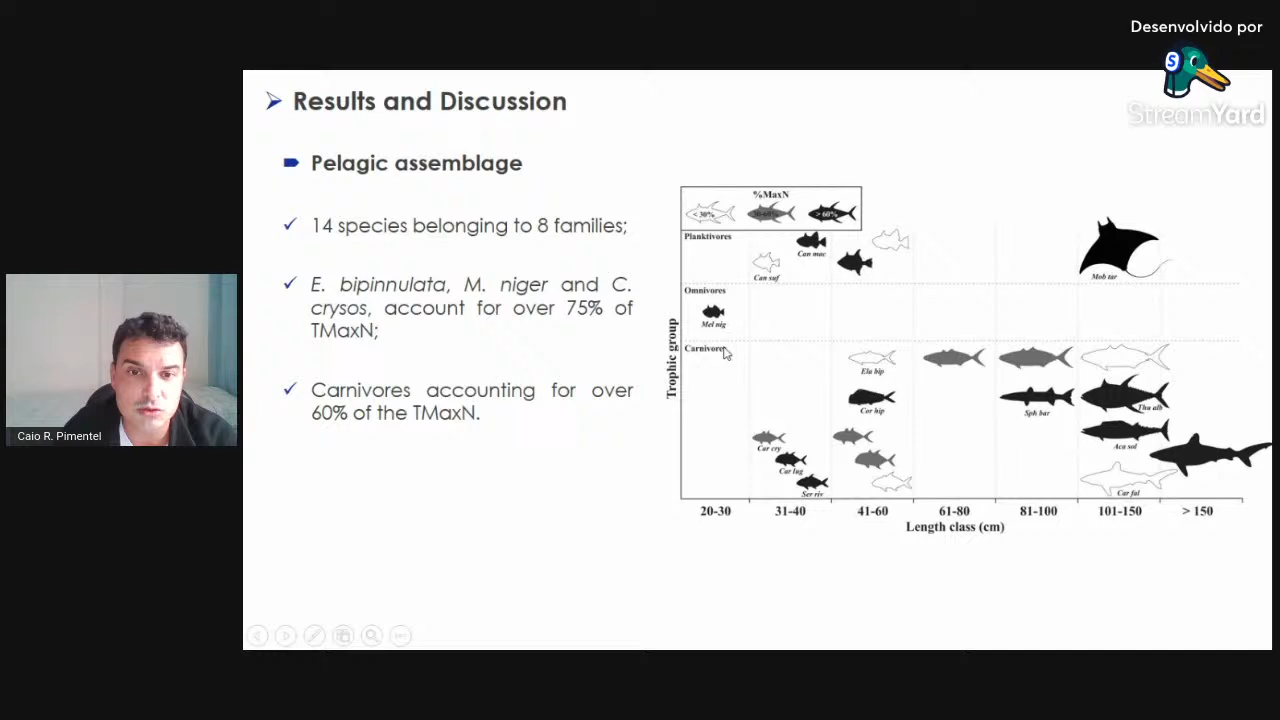 Desenvolvido por
StreamYard
Results and Discussion
Pelagic assemblage
14 species belonging to 8 families;
E. bipinnulata, M. niger and C.
crysos, account for over 75% of
TMaxN;
Carnivores accounting for over
60% of the TMaxN.
%MaxN
< 30% 30-60% > 60%
Planktivores
Can mac
Can suf
Mob tar
Omnivores
Mel nig
Carnivores
Ela bip
Cor hip
Sph bar
Thu alb
Car cry
Aca sol
Car lug
Ser riv
Car fal
Trophic group
20-30 31-40 41-60 61-80 81-100 101-150 > 150
Length class (cm)
Caio R. Pimentel